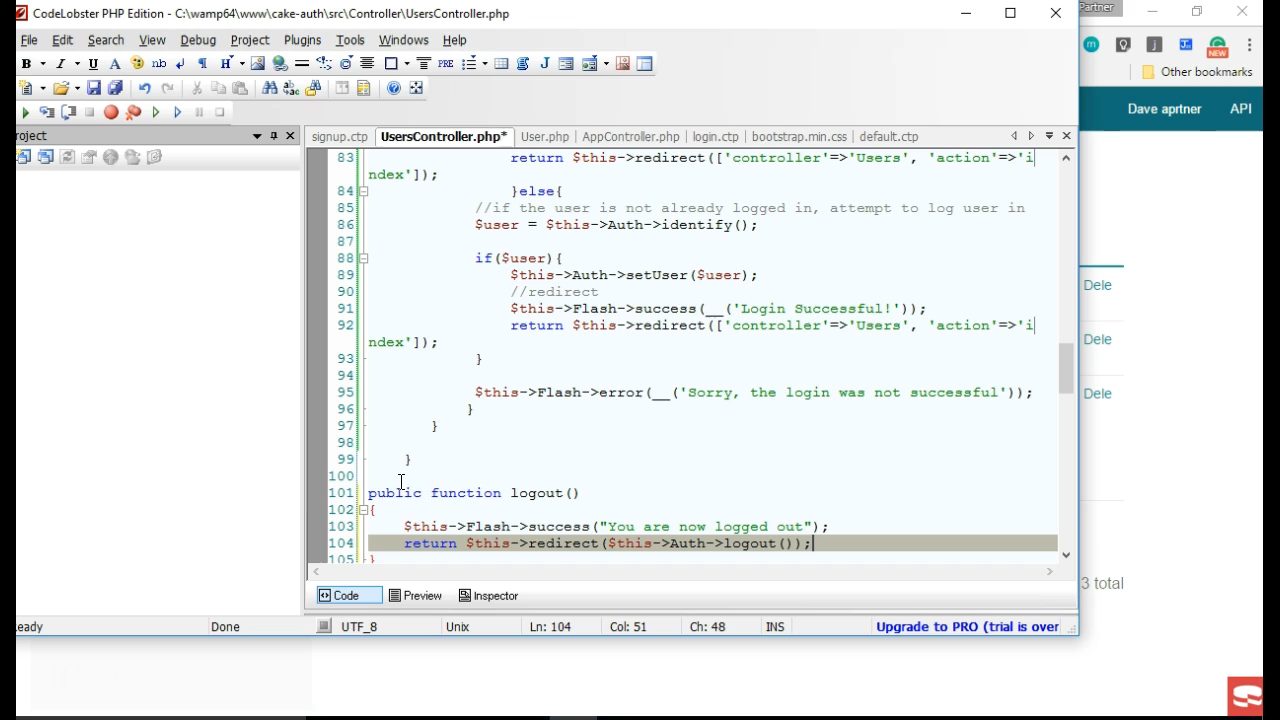 CodeLobster PHP Edition - C:\wamp64\www\cake-auth\src\Controller\UsersController.php
Partner
File Edit Search View Debug Project Plugins Tools Windows Help
NEW
Other bookmarks
Dave aprtner API
roject
signup.ctp UsersController.php* User.php AppController.php login.ctp bootstrap.min.css default.ctp
83 return $this->redirect(['controller'=>'Users', 'action'=>'i
ndex']);
84 }else{
85 //if the user is not already logged in, attempt to log user in
86 $user = $this->Auth->identify();
87
88 if($user){
89 $this->Auth->setUser($user);
90 //redirect
91 $this->Flash->success(__('Login Successful!'));
92 return $this->redirect(['controller'=>'Users', 'action'=>'i
ndex']);
93 }
94
95 $this->Flash->error(__('Sorry, the login was not successful'));
96 }
97 }
98
99 }
100
101 public function logout()
102 {
103 $this->Flash->success("You are now logged out");
104 return $this->redirect($this->Auth->logout());
105 }
Dele
Dele
Dele
3 total
Code Preview Inspector
eady Done UTF_8 Unix Ln: 104 Col: 51 Ch: 48 INS Upgrade to PRO (trial is over